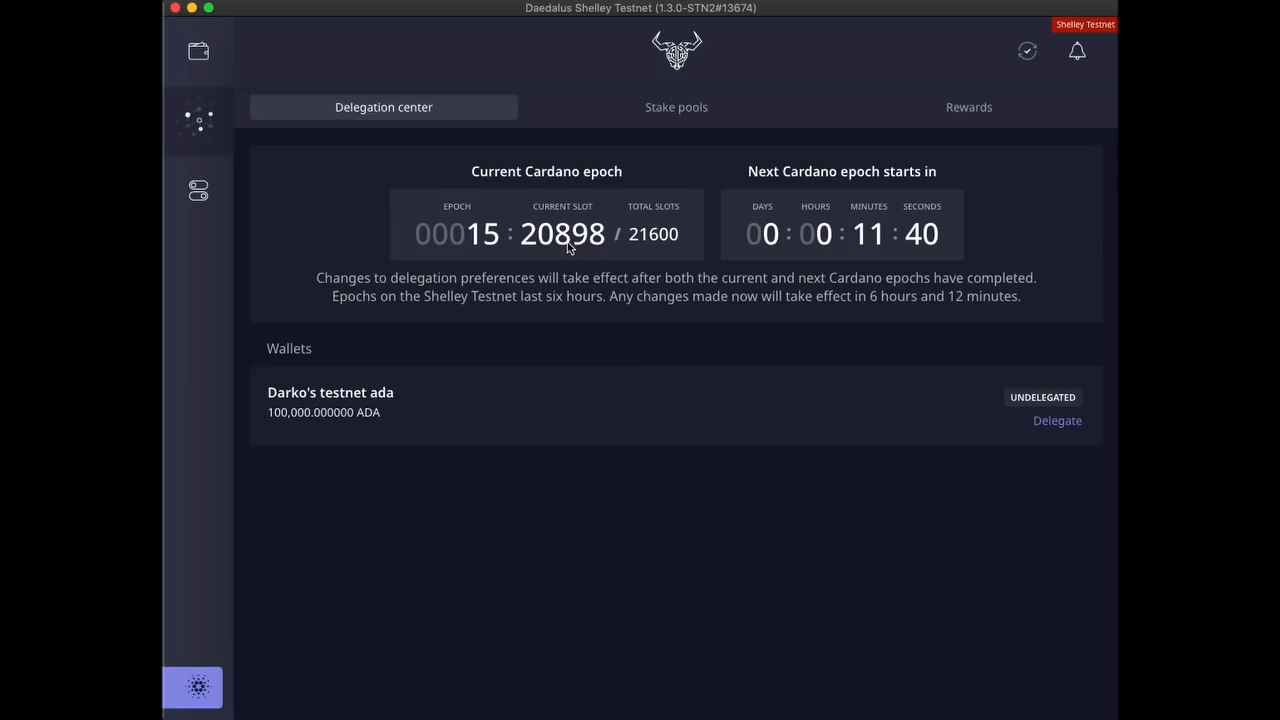 Daedalus Shelley Testnet (1.3.0-STN2#13674)
Shelley Testnet
Delegation center
Stake pools
Rewards
Current Cardano epoch
Next Cardano epoch starts in
EPOCH
CURRENT SLOT
TOTAL SLOTS
DAYS
HOURS
MINUTES
SECONDS
00015 : 20898 / 21600
00 : 00 : 11 : 40
Changes to delegation preferences will take effect after both the current and next Cardano epochs have completed.
Epochs on the Shelley Testnet last six hours. Any changes made now will take effect in 6 hours and 12 minutes.
Wallets
Darko's testnet ada
100,000.000000 ADA
UNDELEGATED
Delegate